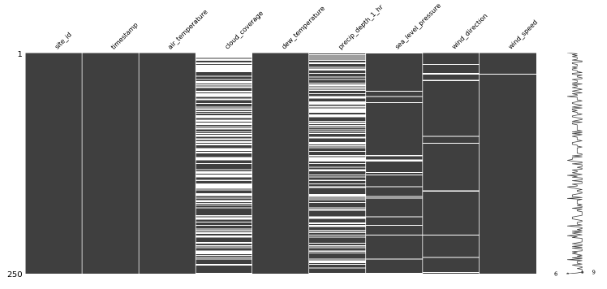 site_id
timestamp
air_temperature
cloud_coverage
dew_temperature
precip_depth_1_hr
sea_level_pressure
wind_direction
wind_speed
1
250
6
9